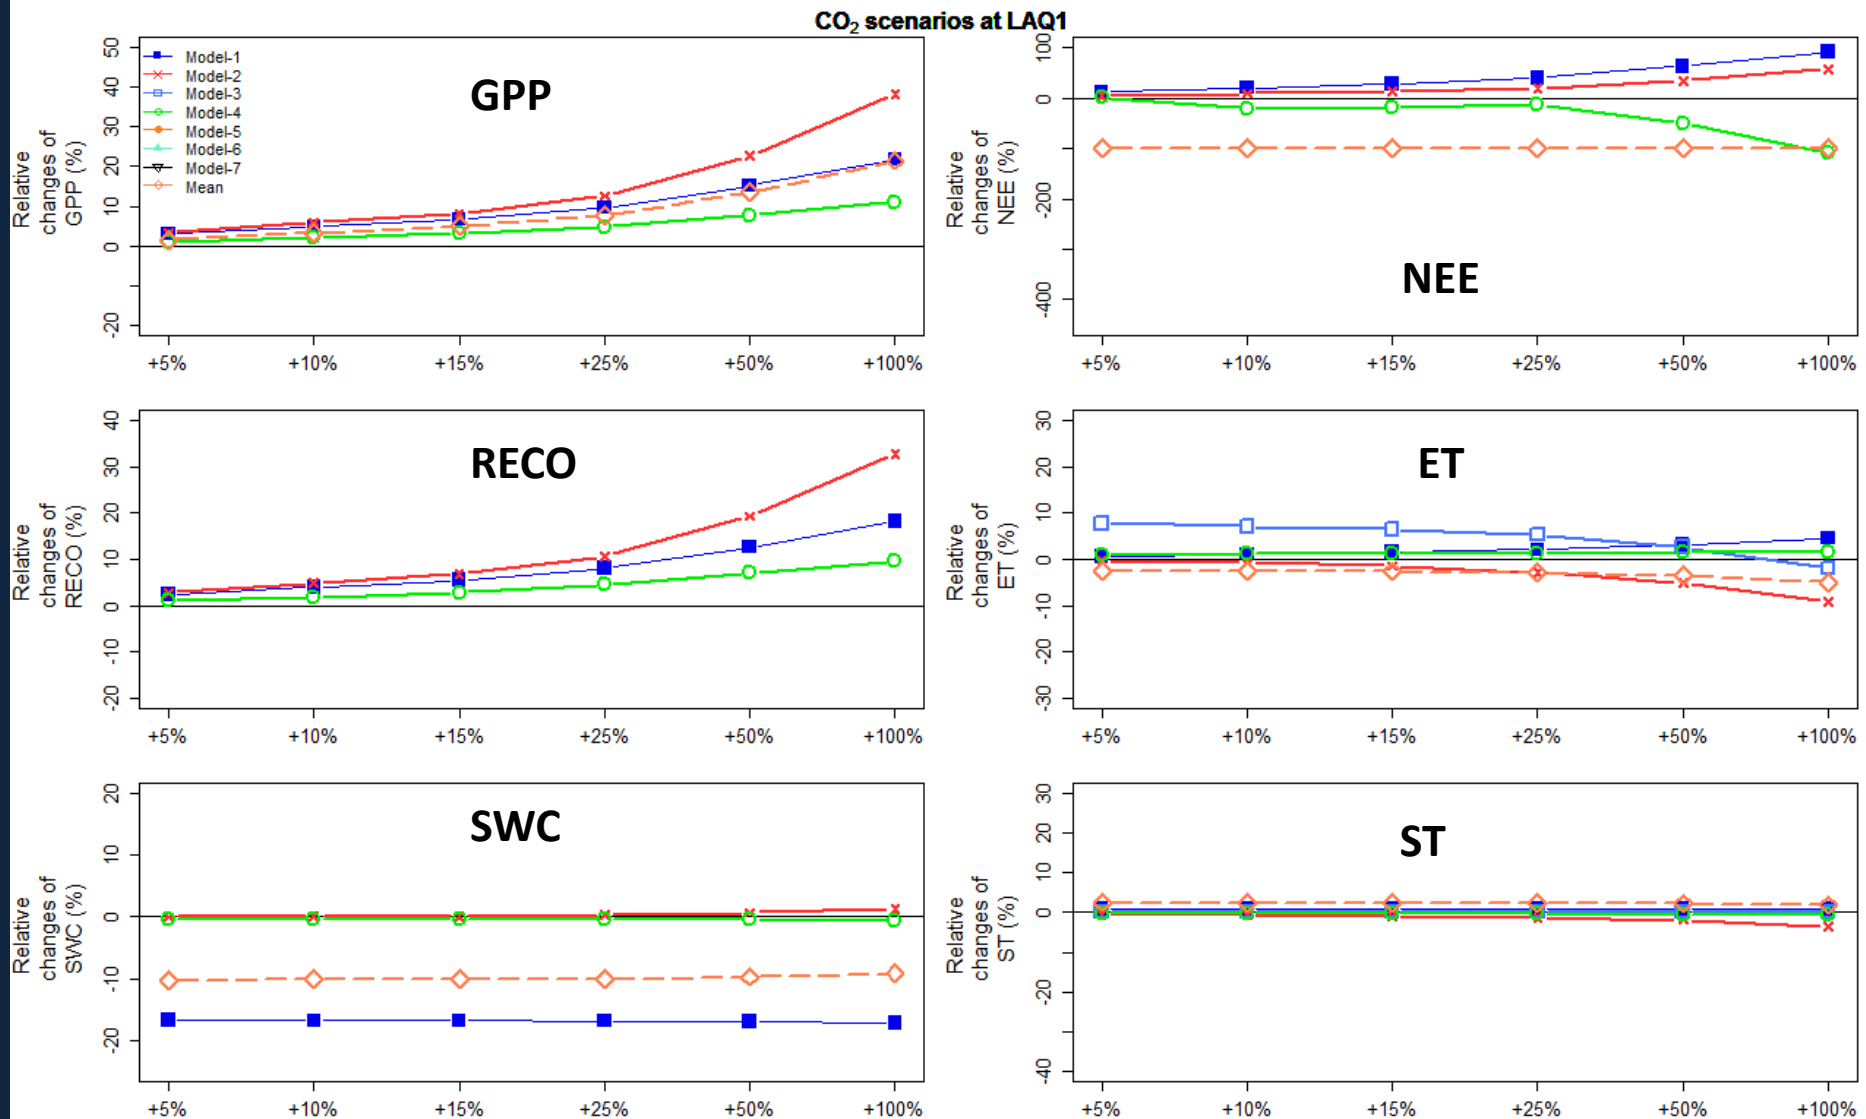 CO₂ scenarios at LAQ1
Relative
changes of
GPP (%)
50
40
30
20
10
0
-20
Model-1
Model-2
Model-3
Model-4
Model-5
Model-6
Model-7
Mean
GPP
+5% +10% +15% +25% +50% +100%
Relative
changes of
NEE (%)
100
0
-200
-400
NEE
+5% +10% +15% +25% +50% +100%
Relative
changes of
RECO (%)
40
30
20
10
0
-10
-20
RECO
+5% +10% +15% +25% +50% +100%
Relative
changes of
ET (%)
30
20
10
0
-10
-20
-30
ET
+5% +10% +15% +25% +50% +100%
Relative
changes of
SWC (%)
20
10
0
-10
-20
SWC
+5% +10% +15% +25% +50% +100%
Relative
changes of
ST (%)
30
20
10
0
-20
-40
ST
+5% +10% +15% +25% +50% +100%